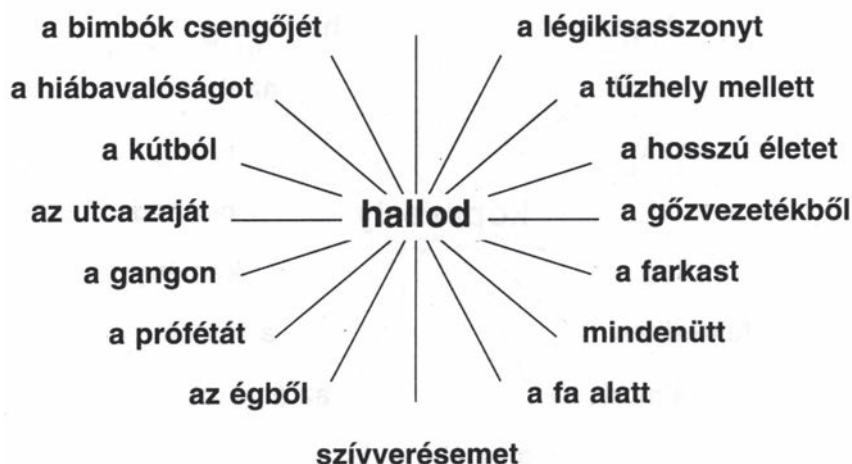 a bimbók csengőjét
a légikisasszonyt
a hiábavalóságot
a tűzhely mellett
a kútból
a hosszú életet
az utca zaját
hallod
a gőzvezetékből
a gangon
a farkast
a prófétát
mindenütt
az égből
a fa alatt
szívverésemet